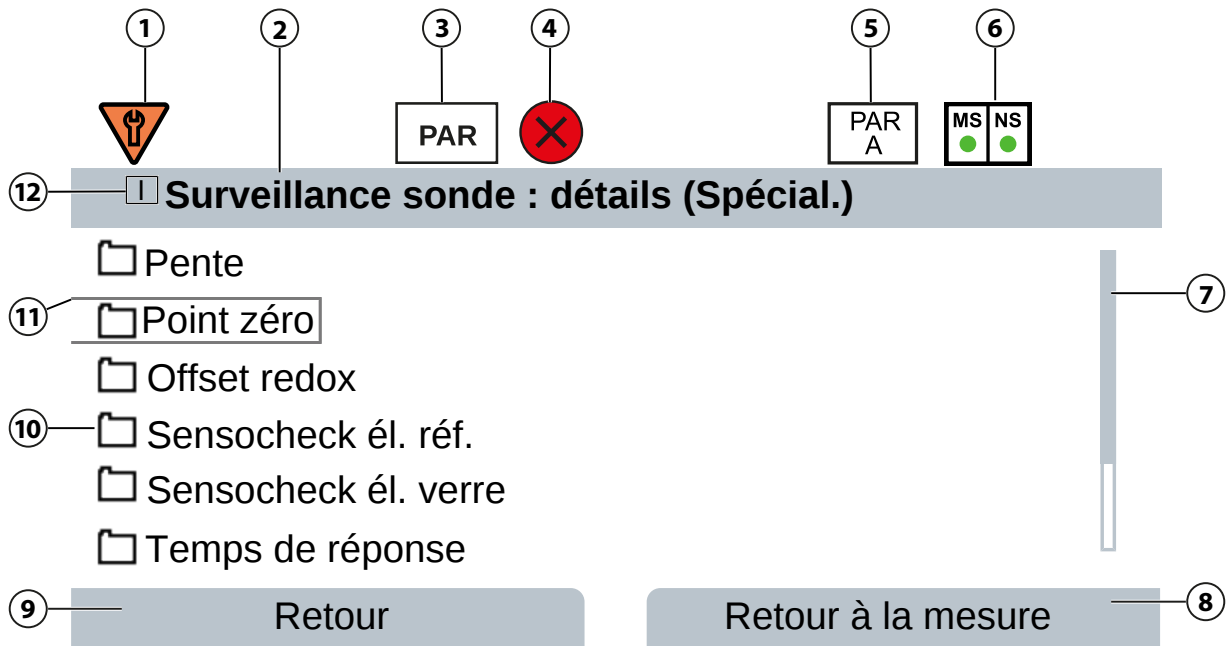 1 2 3 4 5 6
PAR
PAR
A
MS NS
12 I Surveillance sonde : détails (Spécial.)
Pente
7
11 Point zéro
Offset redox
10 Sensocheck él. réf.
Sensocheck él. verre
Temps de réponse
9 Retour Retour à la mesure 8